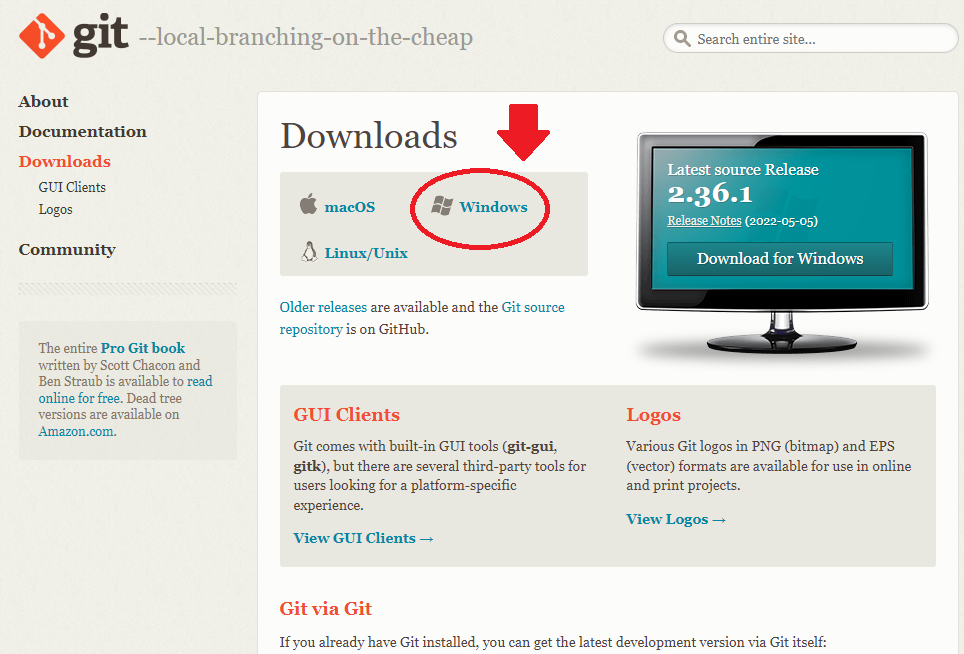 git --local-branching-on-the-cheap
Search entire site...
About
Documentation
Downloads
GUI Clients
Logos
Community
The entire Pro Git book
written by Scott Chacon and
Ben Straub is available to read
online for free. Dead tree
versions are available on
Amazon.com.
Downloads
macOS
Windows
Linux/Unix
Older releases are available and the Git source
repository is on GitHub.
Latest source Release
2.36.1
Release Notes (2022-05-05)
Download for Windows
GUI Clients
Git comes with built-in GUI tools (git-gui,
gitk), but there are several third-party tools for
users looking for a platform-specific
experience.
View GUI Clients →
Logos
Various Git logos in PNG (bitmap) and EPS
(vector) formats are available for use in online
and print projects.
View Logos →
Git via Git
If you already have Git installed, you can get the latest development version via Git itself: